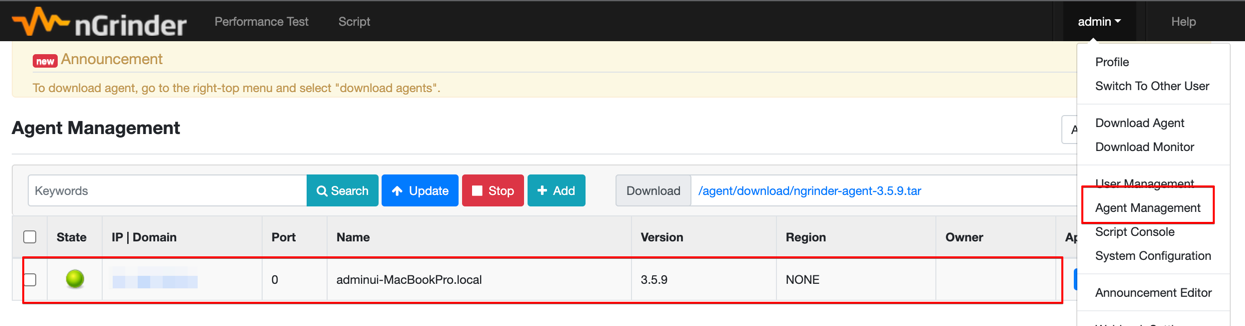 nGrinder Performance Test Script admin Help
new Announcement
To download agent, go to the right-top menu and select "download agents".
Profile
Switch To Other User
Download Agent
Download Monitor
User Management
Agent Management
Script Console
System Configuration
Announcement Editor
Agent Management
Keywords Search Update Stop Add Download /agent/download/ngrinder-agent-3.5.9.tar
State IP | Domain Port Name Version Region Owner
0 adminui-MacBookPro.local 3.5.9 NONE